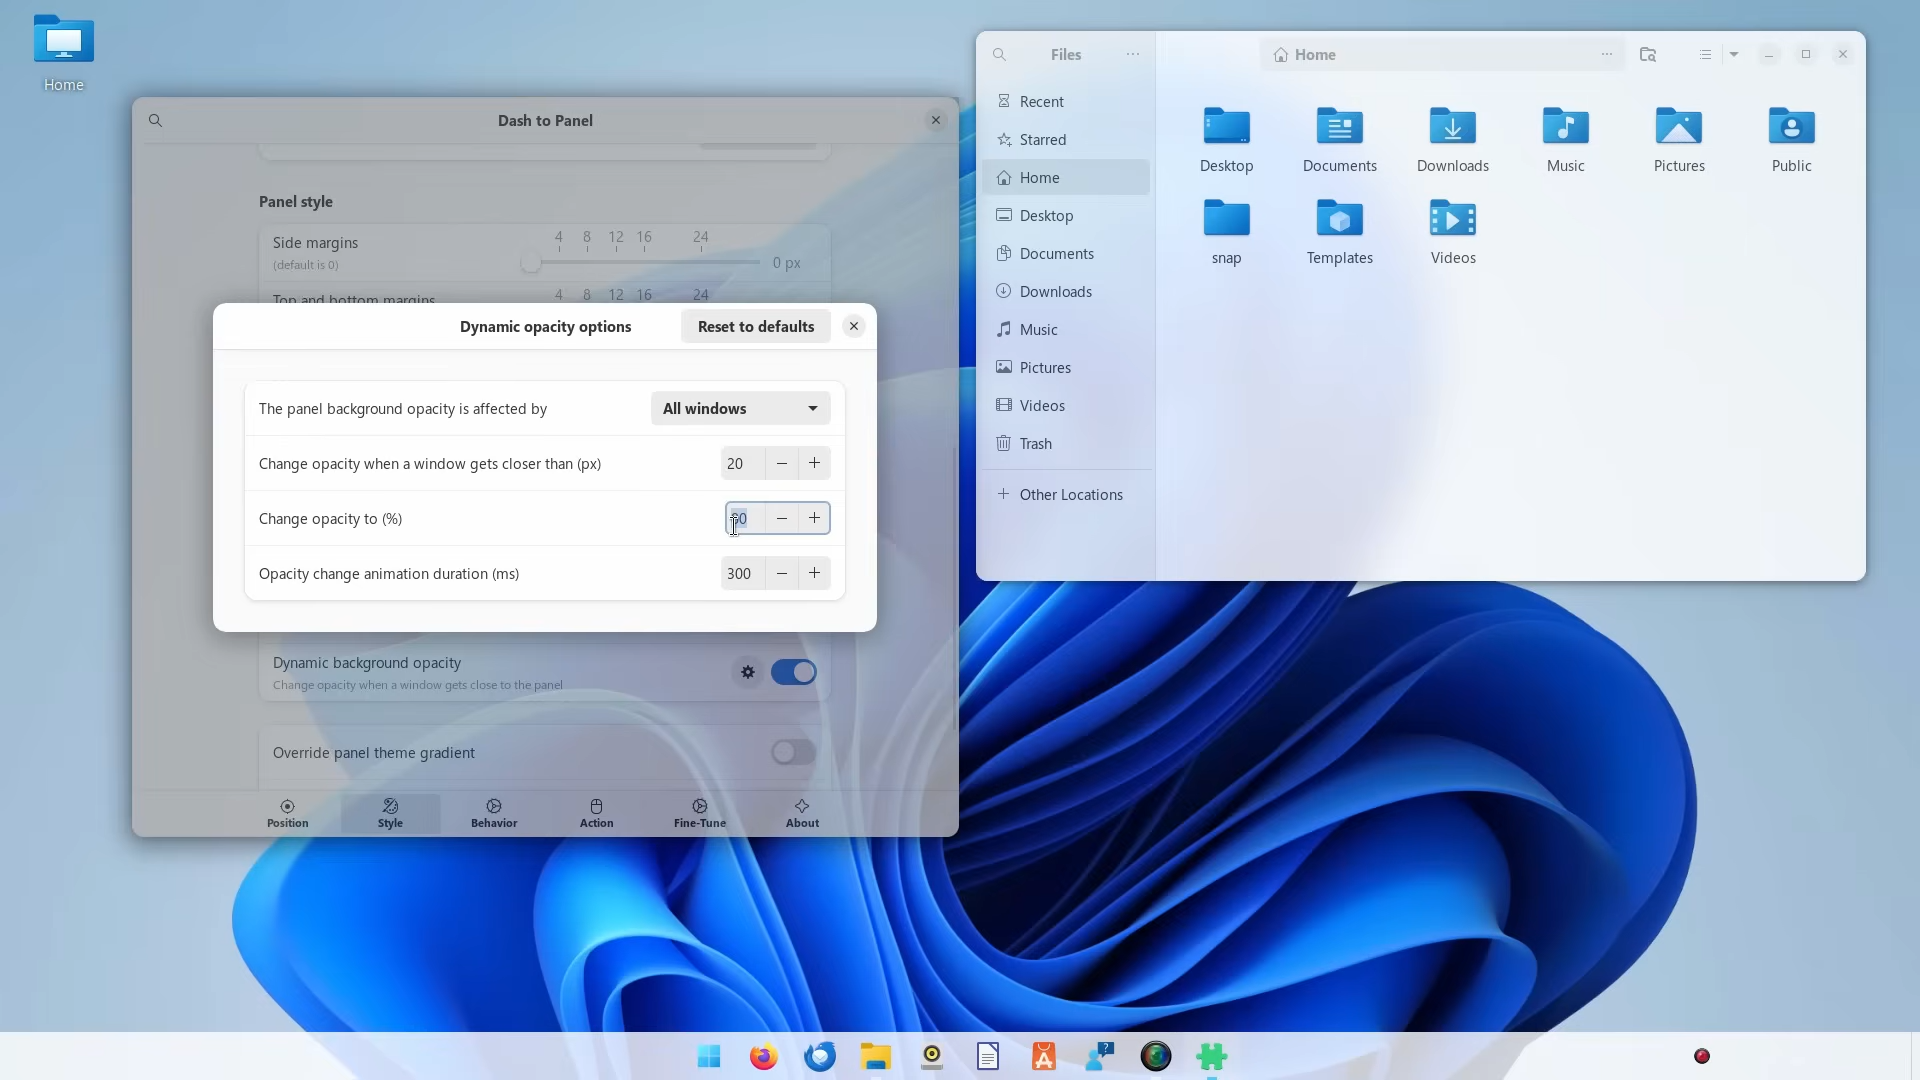 Home
Dash to Panel
Panel style
Side margins
(default is 0)
4 8 12 16 24
0 px
Top and bottom margins
4 8 12 16 24
Dynamic opacity options
Reset to defaults
The panel background opacity is affected by
All windows
Change opacity when a window gets closer than (px)
20
Change opacity to (%)
Opacity change animation duration (ms)
300
Dynamic background opacity
Change opacity when a window gets close to the panel
Override panel theme gradient
Position
Style
Behavior
Action
Fine-Tune
About
Files
Home
Recent
Starred
Home
Desktop
Documents
Downloads
Music
Pictures
Videos
Trash
Other Locations
Desktop
Documents
Downloads
Music
Pictures
Public
snap
Templates
Videos